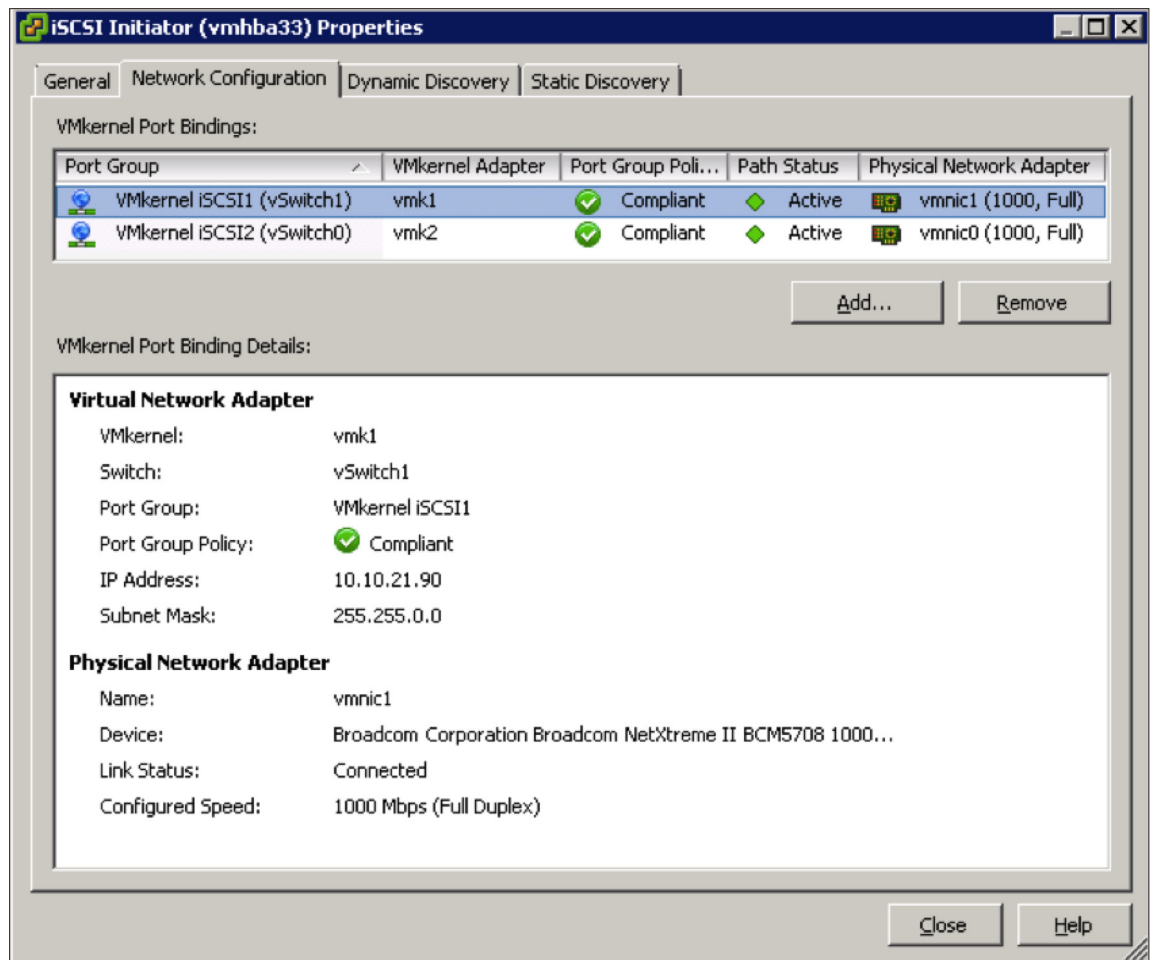 iSCSI Initiator (vmhba33) Properties
General Network Configuration Dynamic Discovery Static Discovery
VMkernel Port Bindings:
Port Group VMkernel Adapter Port Group Poli... Path Status Physical Network Adapter
VMkernel iSCSI1 (vSwitch1) vmk1 Compliant Active vmnic1 (1000, Full)
VMkernel iSCSI2 (vSwitch0) vmk2 Compliant Active vmnic0 (1000, Full)
Add... Remove
VMkernel Port Binding Details:
Virtual Network Adapter
VMkernel: vmk1
Switch: vSwitch1
Port Group: VMkernel iSCSI1
Port Group Policy: Compliant
IP Address: 10.10.21.90
Subnet Mask: 255.255.0.0
Physical Network Adapter
Name: vmnic1
Device: Broadcom Corporation Broadcom NetXtreme II BCM5708 1000...
Link Status: Connected
Configured Speed: 1000 Mbps (Full Duplex)
Close Help